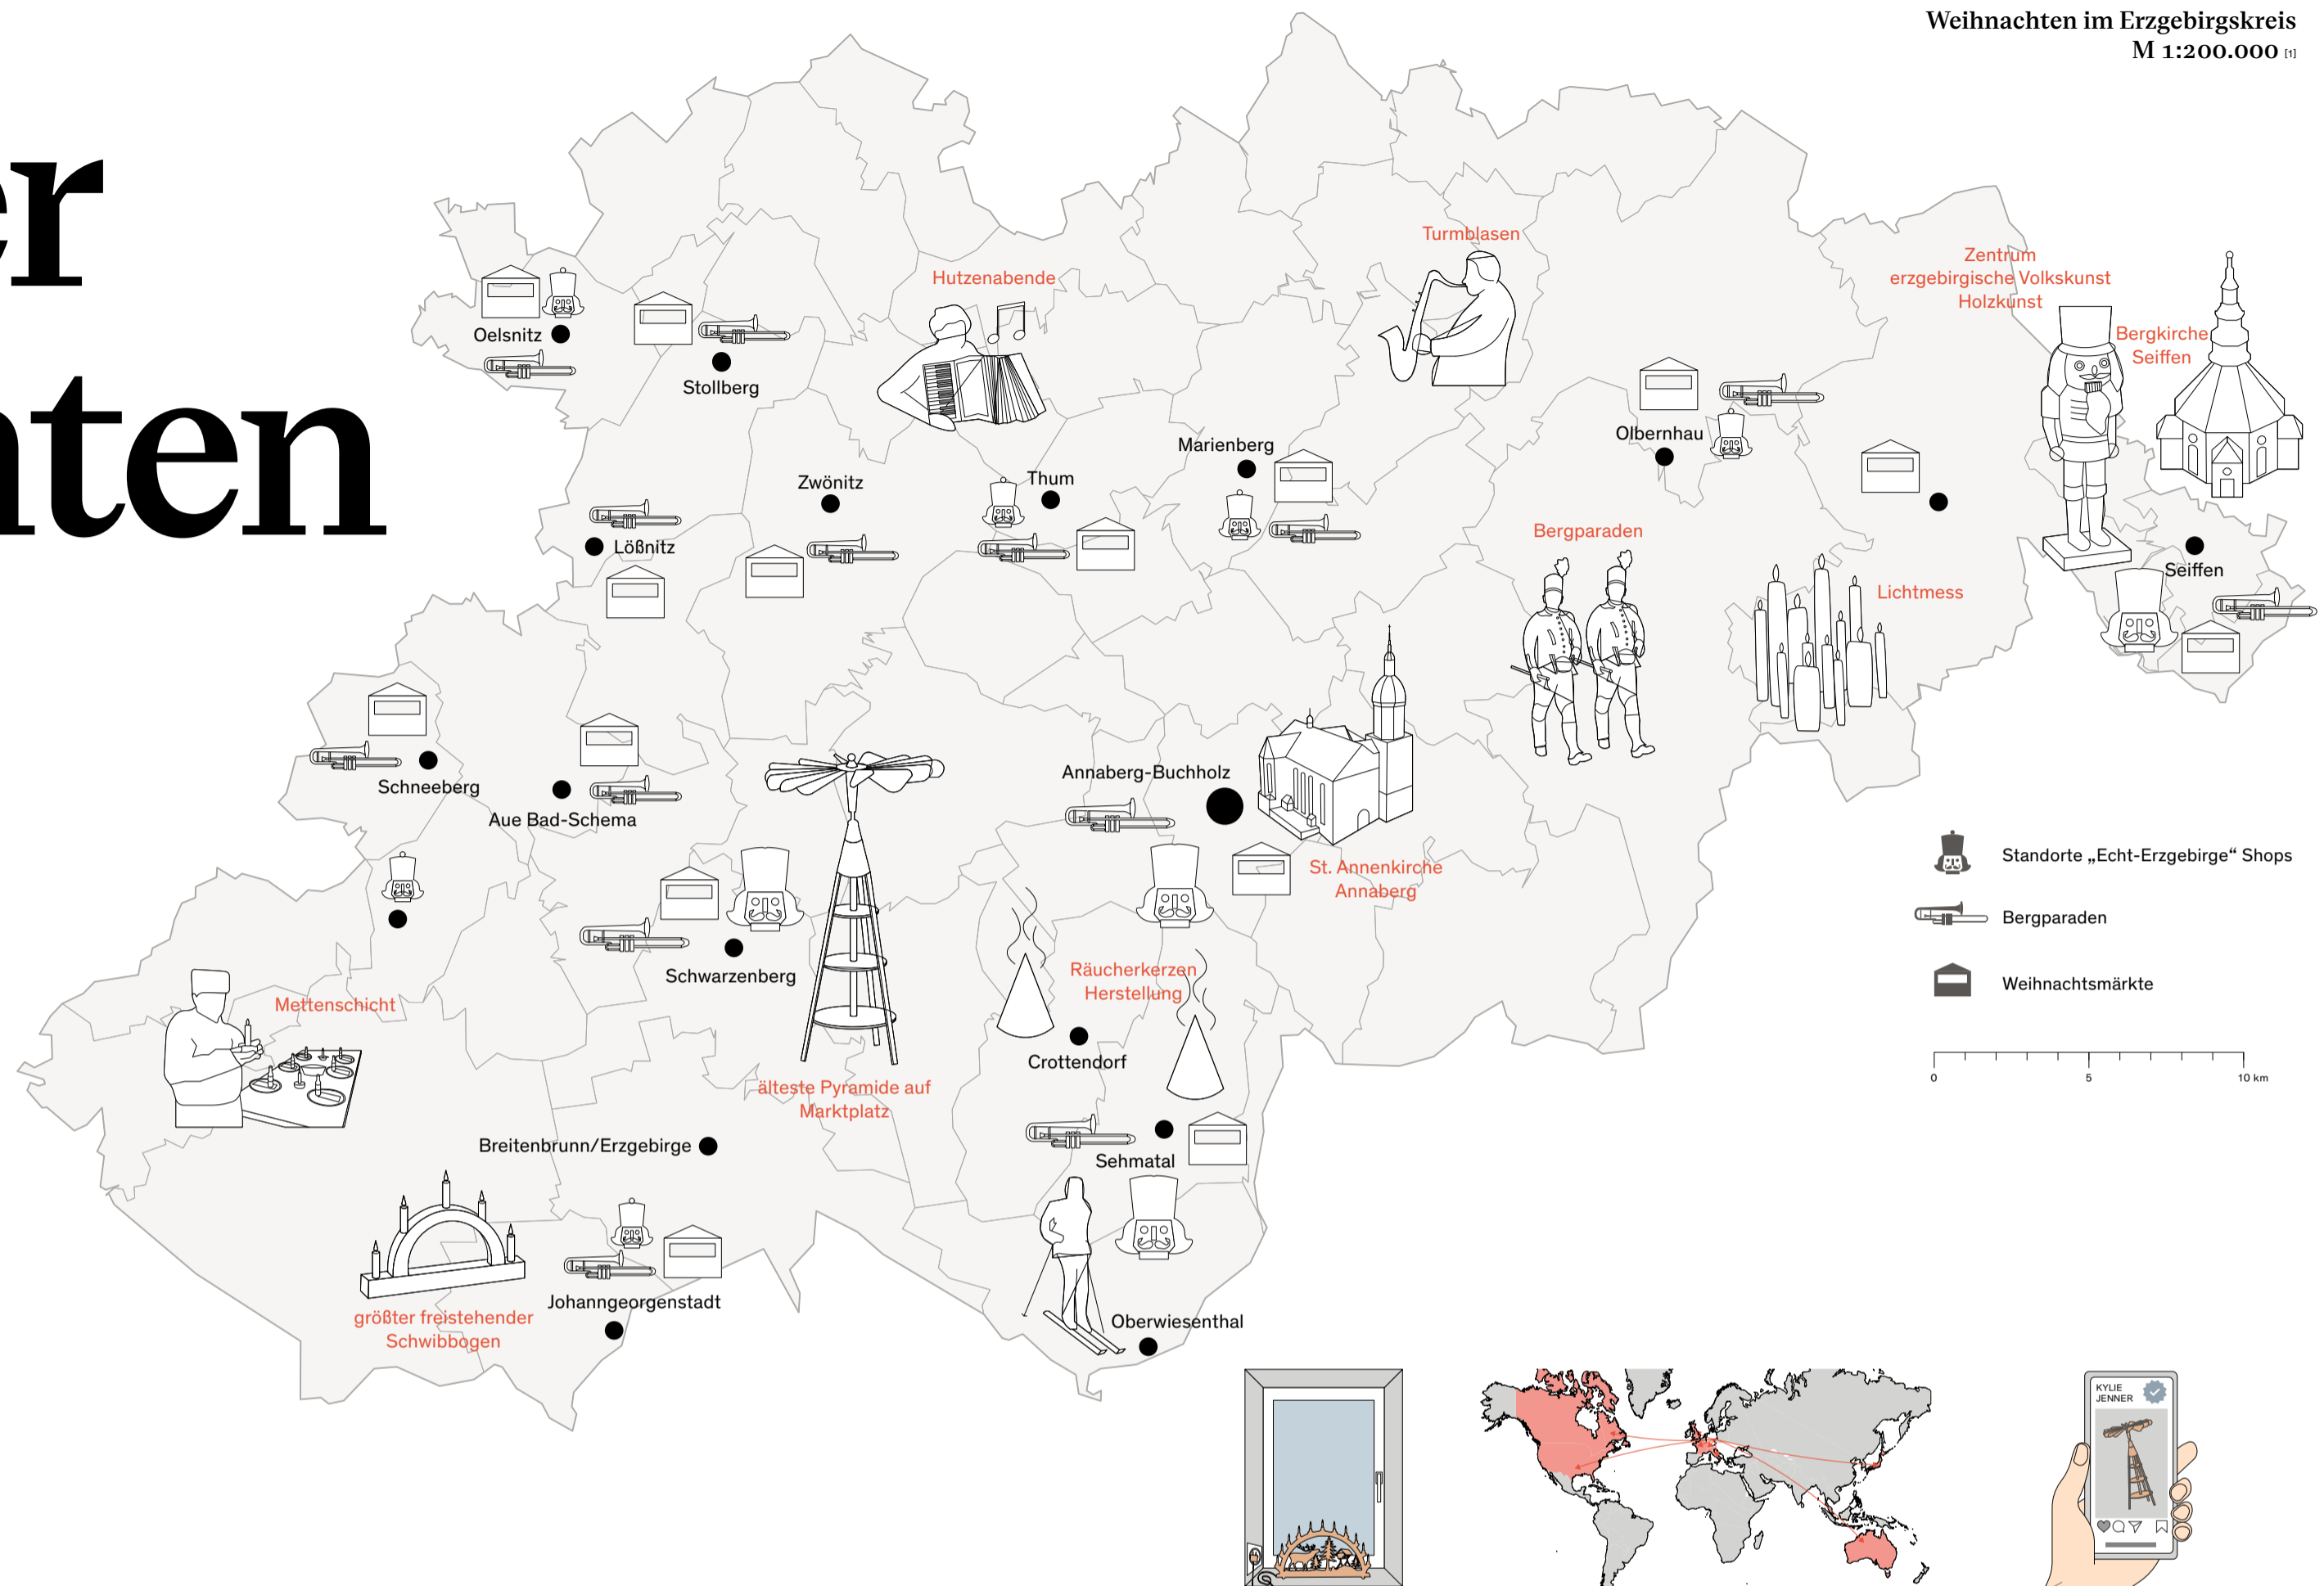 Weihnachten im Erzgebirgskreis
M 1:200.000 [1]
er
nten
Turmblasen
Zentrum
erzgebirgische Volkskunst
Holzkunst
Hutzenabende
Bergkirche
Seiffen
Oelsnitz
Stollberg
Olbernhau
Marienberg
Zwönitz
Thum
Bergparaden
Lößnitz
Seiffen
Lichtmess
Annaberg-Buchholz
Schneeberg
Aue Bad-Schema
St. Annenkirche
Annaberg
Standorte „Echt-Erzgebirge“ Shops
Bergparaden
Weihnachtsmärkte
Schwarzenberg
Räucherkerzen
Herstellung
Mettenschicht
Crottendorf
0 5 10 km
älteste Pyramide auf
Marktplatz
Breitenbrunn/Erzgebirge
Sehmatal
Johanngeorgenstadt
größter freistehender
Schwibbogen
Oberwiesenthal
KYLIE
JENNER